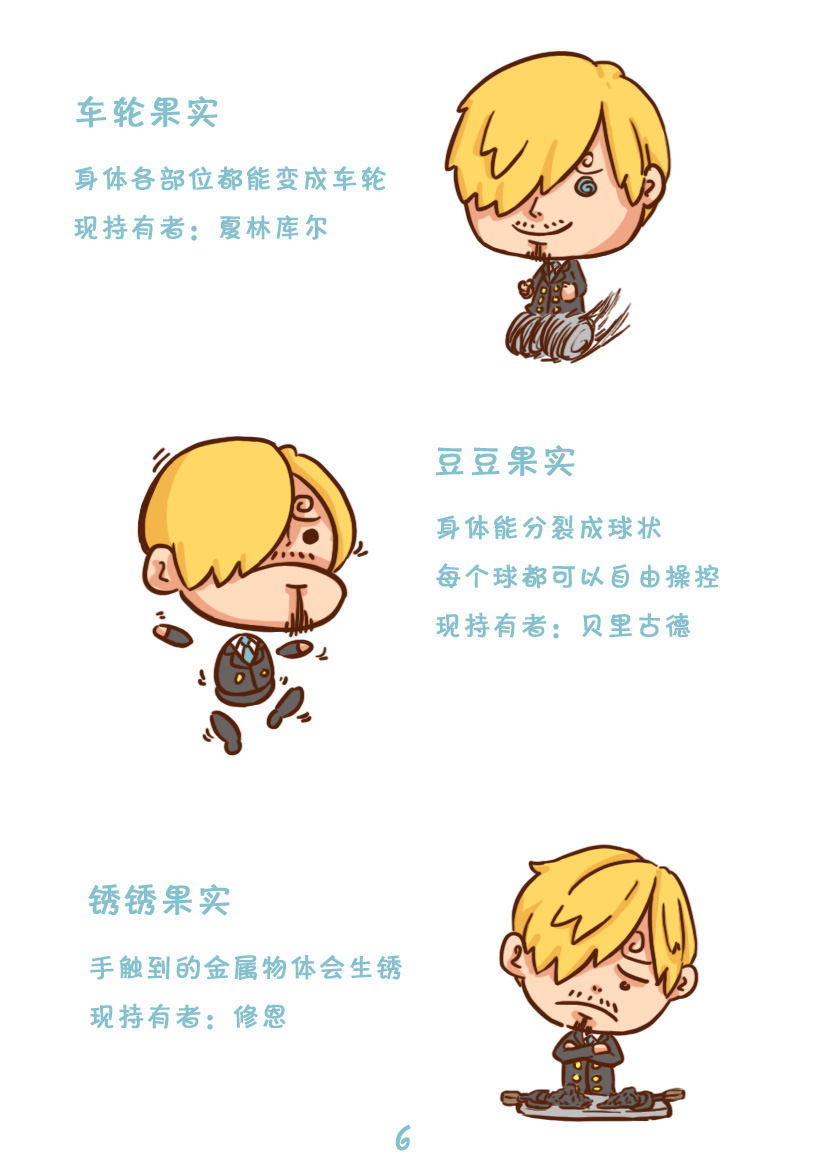 车轮果实
身体各部位都能变成车轮
现持有者：夏林库尔
豆豆果实
身体能分裂成球状
每个球都可以自由操控
现持有者：贝里古德
锈锈果实
手触到的金属物体会生锈
现持有者：修恩
6